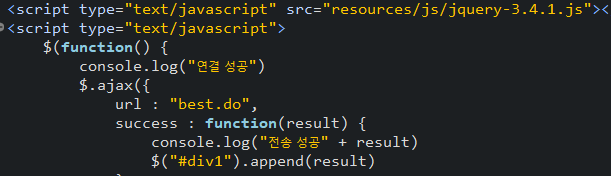 <script type="text/javascript" src="resources/js/jquery-3.4.1.js"><
<script type="text/javascript">
$(function() {
console.log("연결 성공")
$.ajax({
url : "best.do",
success : function(result) {
console.log("전송 성공" + result)
$("#div1").append(result)
}